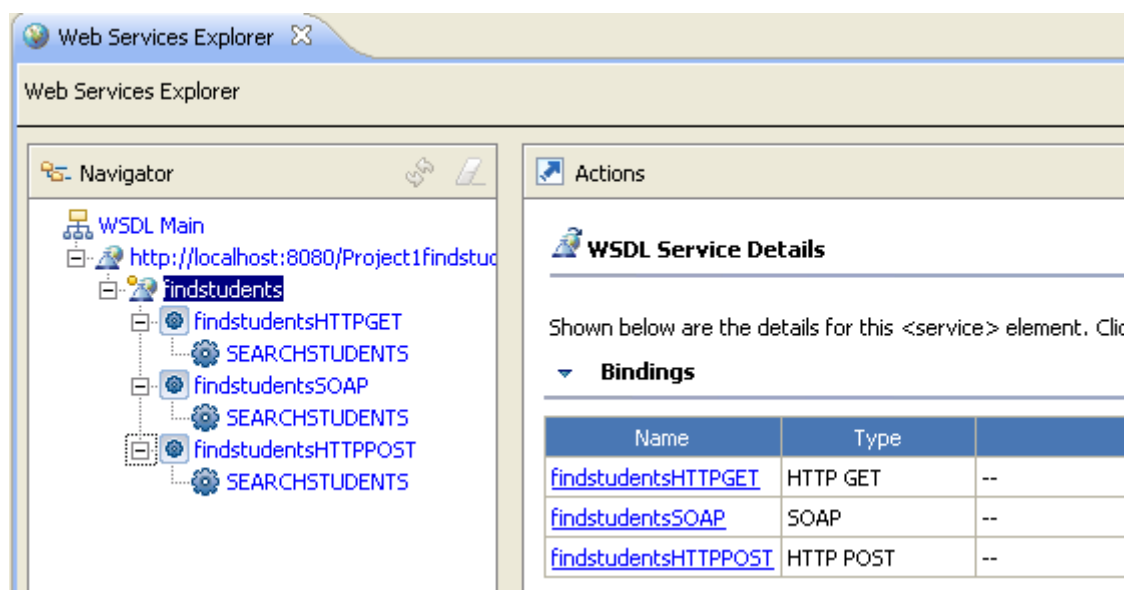 Web Services Explorer
Web Services Explorer
Navigator
WSDL Main
http://localhost:8080/Project1findstuc
findstudents
findstudentsHTTPGET
SEARCHSTUDENTS
findstudentsSOAP
SEARCHSTUDENTS
findstudentsHTTPPOST
SEARCHSTUDENTS
Actions
WSDL Service Details
Shown below are the details for this <service> element. Clic
Bindings
Name Type
findstudentsHTTPGET HTTP GET --
findstudentsSOAP SOAP --
findstudentsHTTPPOST HTTP POST --